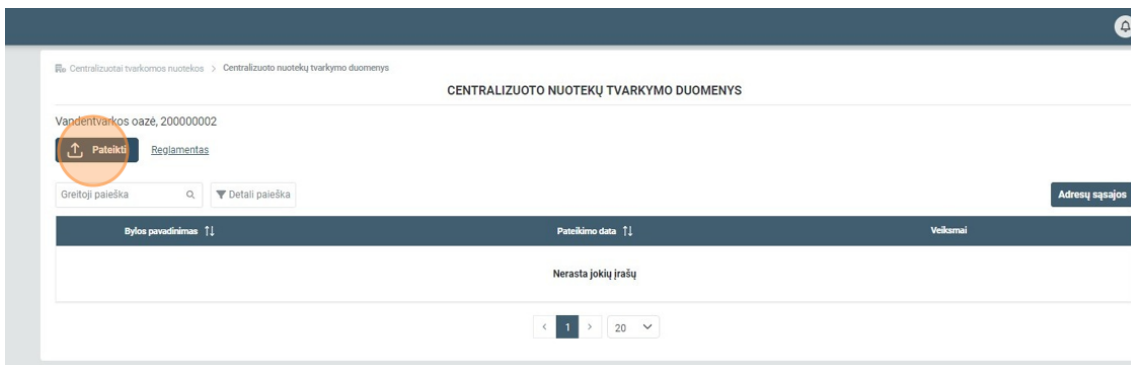 Centralizuotai tvarkomos nuotekos > Centralizuoto nuotekų tvarkymo duomenys
CENTRALIZUOTO NUOTEKŲ TVARKYMO DUOMENYS
Vandentvarkos oazė, 200000002
Pateikti Reglamentas
Greitoji paieška Detali paieška Adresų sąsajos
Bylos pavadinimas Pateikimo data Veiksmai
Nerasta jokių įrašų
< 1 > 20